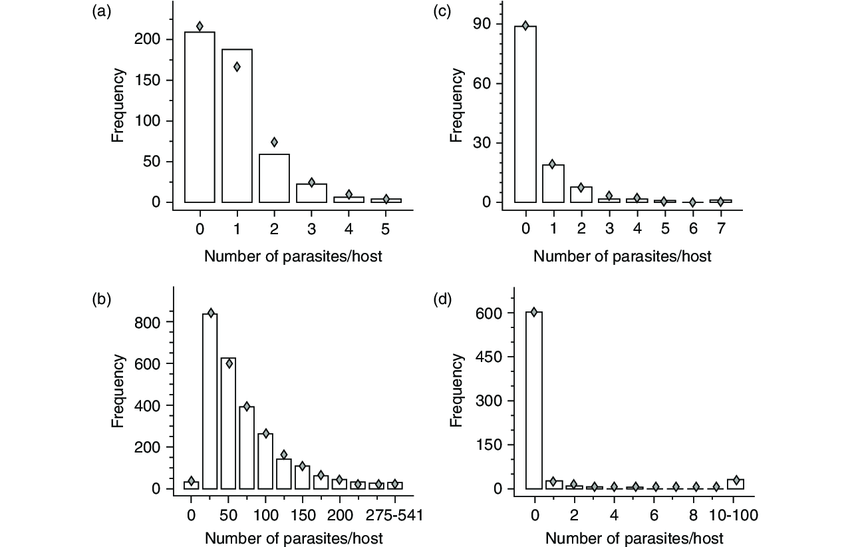 (a)
Frequency
200
150
100
50
0
0 1 2 3 4 5
Number of parasites/host
(c)
Frequency
90
60
30
0
0 1 2 3 4 5 6 7
Number of parasites/host
(b)
Frequency
800
600
400
200
0
0 50 100 150 200 275-541
Number of parasites/host
(d)
Frequency
600
450
300
150
0
0 2 4 6 8 10-100
Number of parasites/host